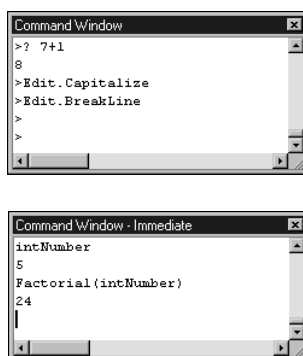 Command Window
>? 7+1
8
>Edit.Capitalize
>Edit.BreakLine
>
>
Command Window - Immediate
intNumber
5
Factorial(intNumber)
24